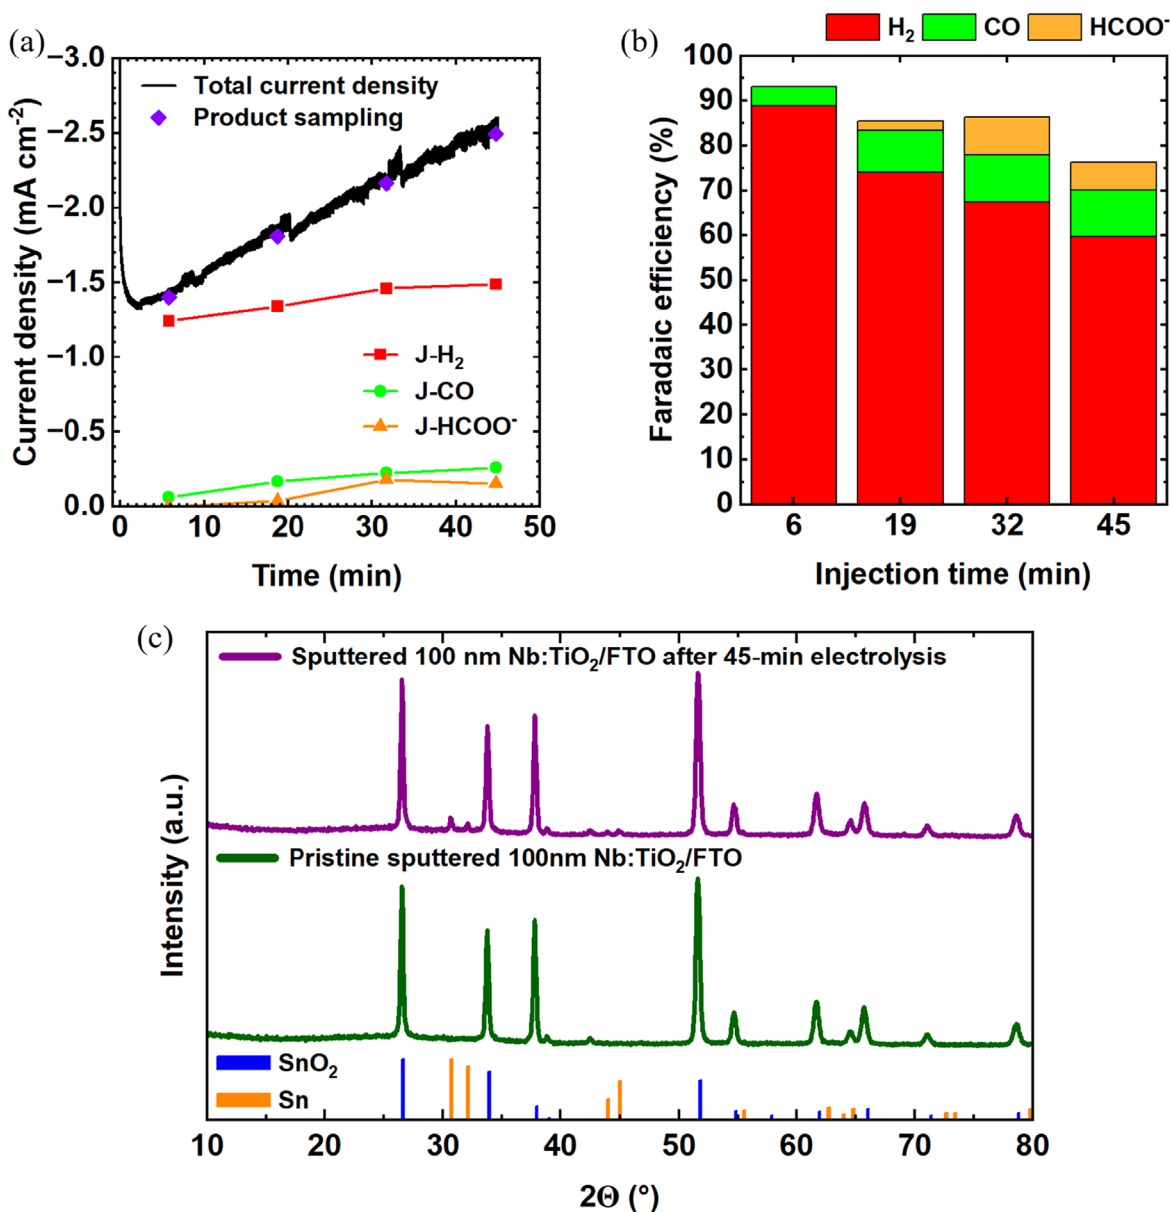 (a)
−3.0
−2.5
−2.0
−1.5
−1.0
−0.5
0.0
Current density (mA cm⁻²)
Total current density
Product sampling
J-H₂
J-CO
J-HCOO⁻
0 10 20 30 40 50
Time (min)
(b)
H₂ CO HCOO⁻
100
90
80
70
60
50
40
30
20
10
0
Faradaic efficiency (%)
6 19 32 45
Injection time (min)
(c)
Sputtered 100 nm Nb:TiO₂/FTO after 45-min electrolysis
Pristine sputtered 100nm Nb:TiO₂/FTO
Intensity (a.u.)
SnO₂
Sn
10 20 30 40 50 60 70 80
2Θ (°)